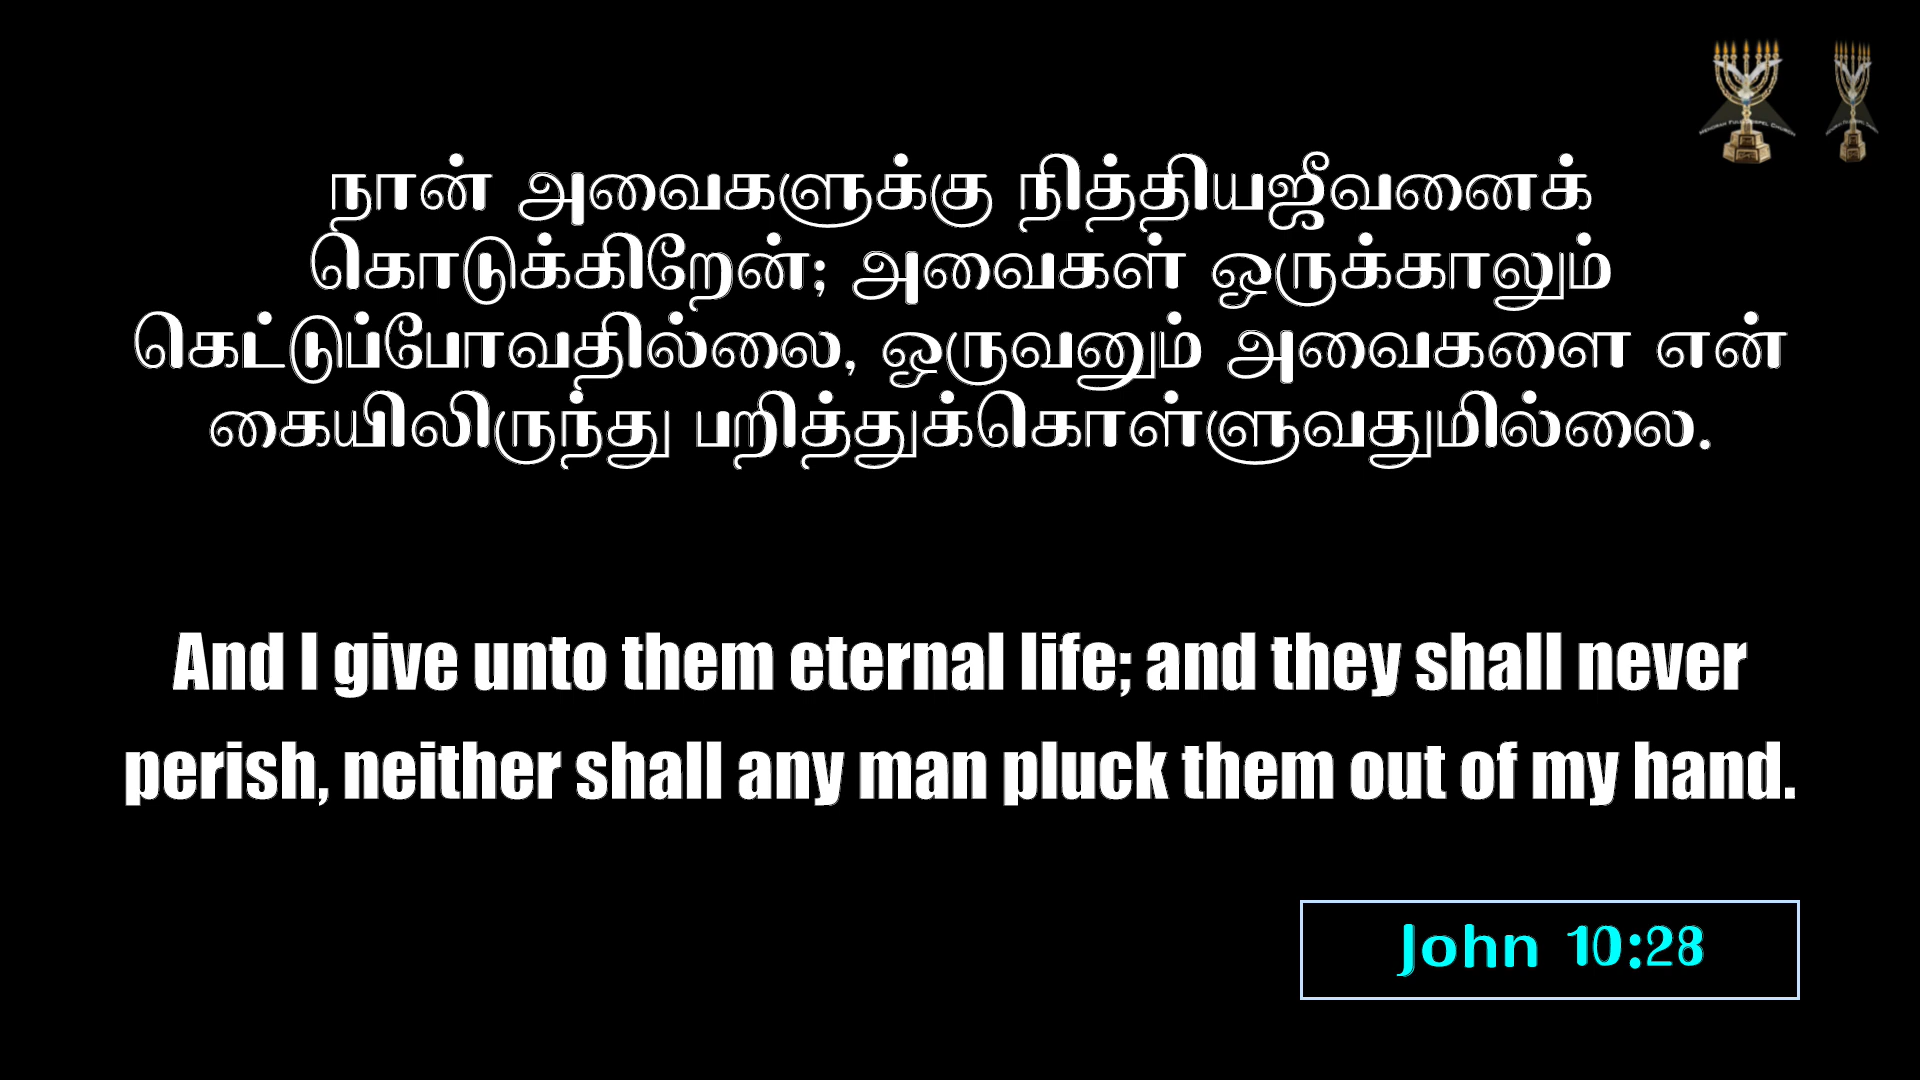 நான் அவைகளுக்கு நித்தியஜீவனைக்
கொடுக்கிறேன்; அவைகள் ஒருக்காலும்
கெட்டுப்போவதில்லை, ஒருவனும் அவைகளை என்
கையிலிருந்து பறித்துக்கொள்ளுவதுமில்லை.
And I give unto them eternal life; and they shall never
perish, neither shall any man pluck them out of my hand.
John 10:28